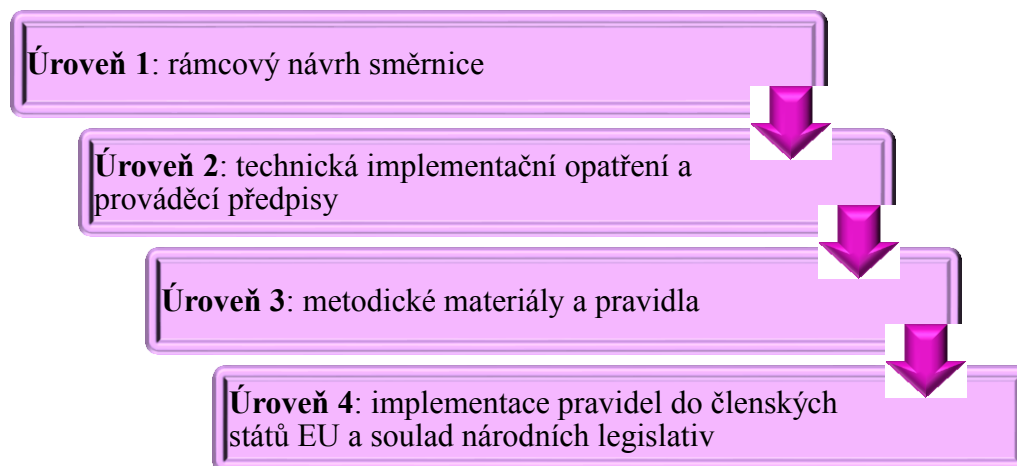 Úroveň 1: rámcový návrh směrnice
Úroveň 2: technická implementační opatření a
prováděcí předpisy
Úroveň 3: metodické materiály a pravidla
Úroveň 4: implementace pravidel do členských
států EU a soulad národních legislativ